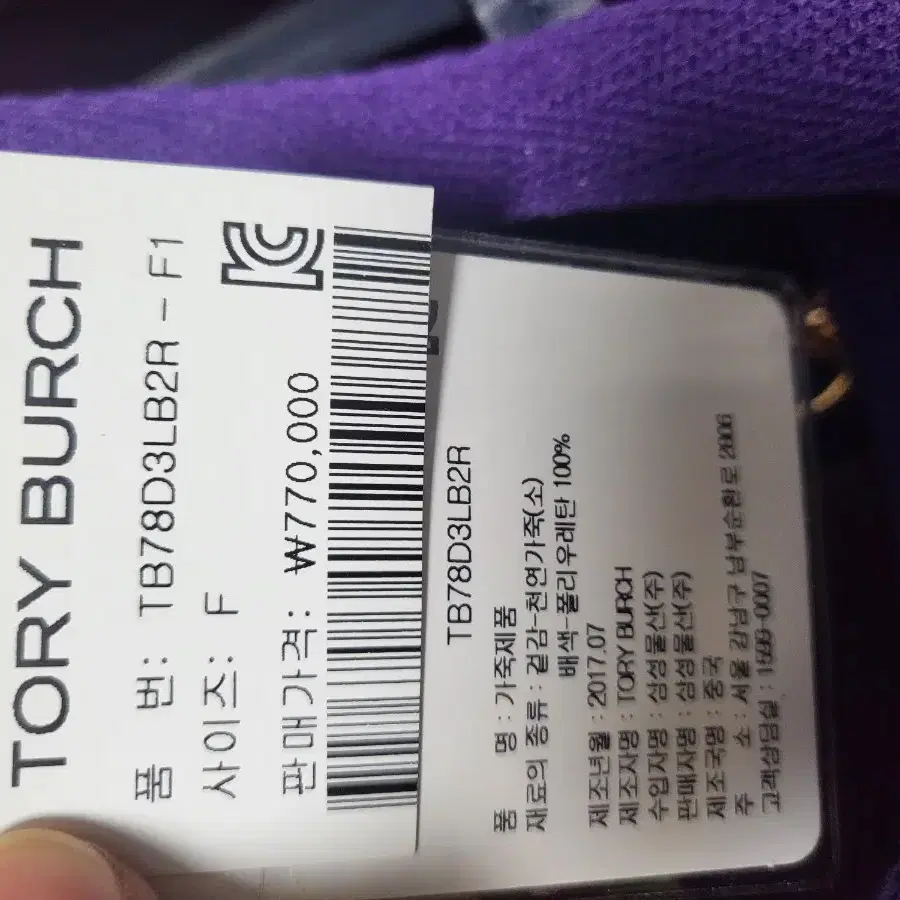 TORY BURCH
품 번: TB78D3LB2R - F1
사이즈: F
판매가격: ₩770,000
TB78D3LB2R
품 명 : 가죽제품
재료의 종류 : 겉감-천연가죽(소)
배색-폴리우레탄 100%
제조년월 : 2017.07
제조사명 : TORY BURCH
수입자명 : 삼성물산(주)
판매자명 : 삼성물산(주)
제조국명 : 중국
주 소 : 서울 강남구 남부순환로 2806
고객상담실 : 1599-0007